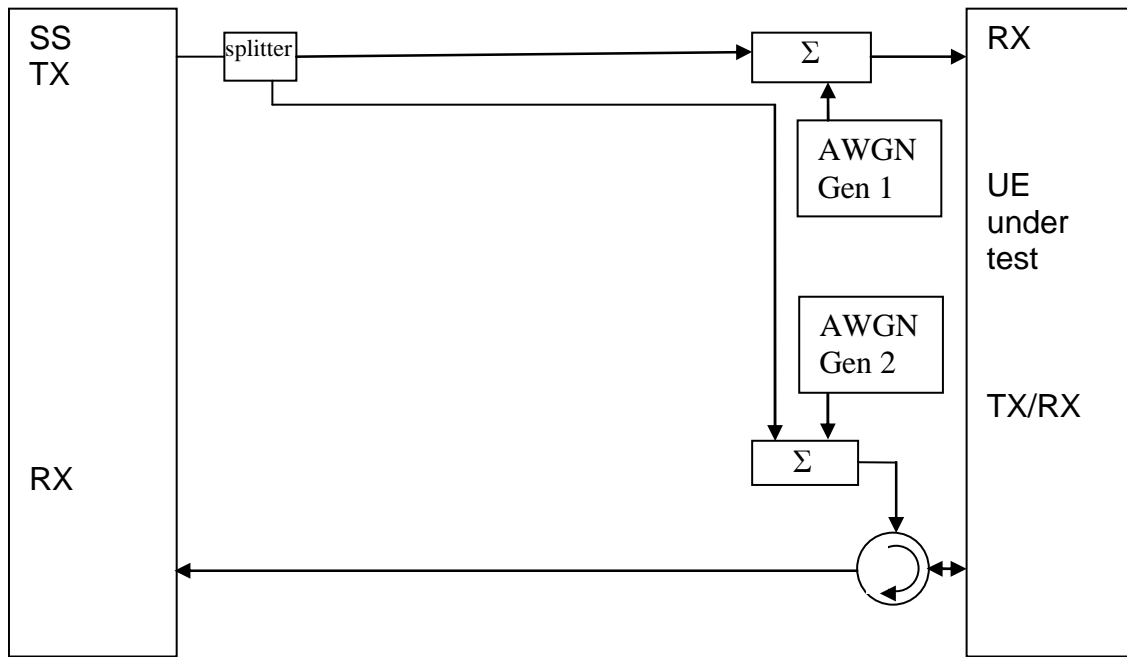 SS
TX
splitter
Σ
RX
AWGN
Gen 1
UE
under
test
AWGN
Gen 2
TX/RX
Σ
RX